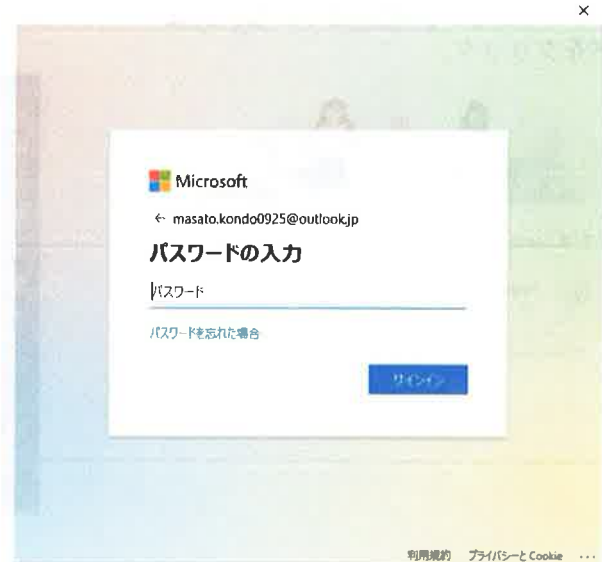 ×
Microsoft
← masato.kondo0925@outlook.jp
パスワードの入力
パスワード
パスワードを忘れた場合
サインイン
利用規約 プライバシーと Cookie ...